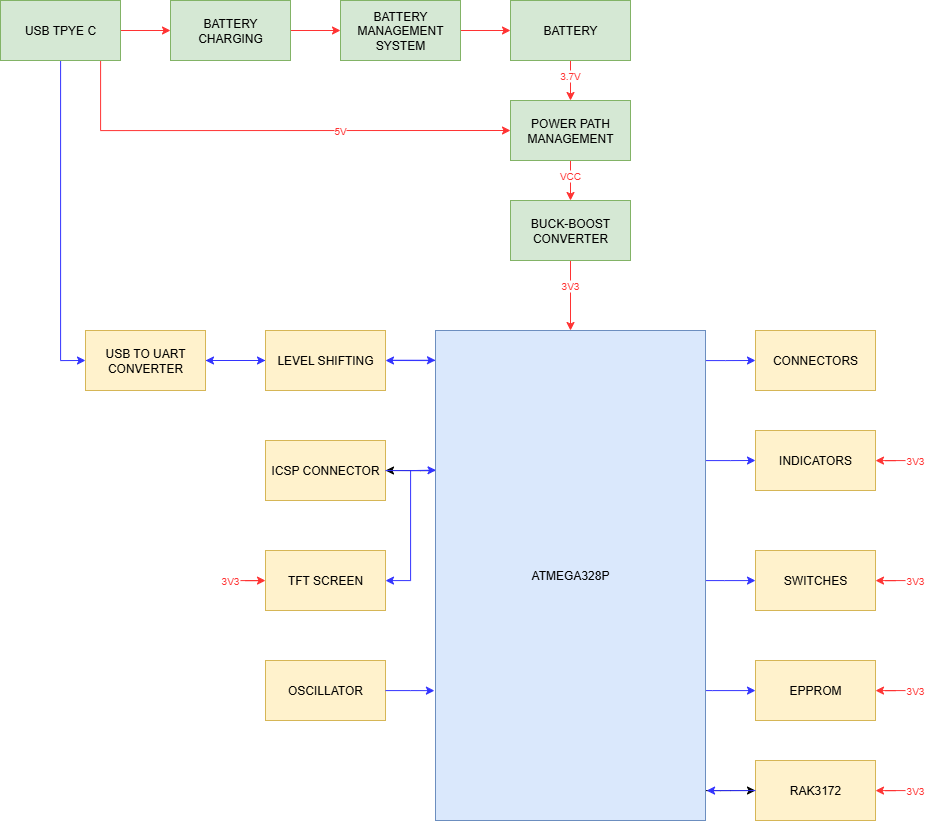 USB TPYE C
BATTERY
CHARGING
BATTERY
MANAGEMENT
SYSTEM
BATTERY
3.7V
5V
POWER PATH
MANAGEMENT
VCC
BUCK-BOOST
CONVERTER
3V3
USB TO UART
CONVERTER
LEVEL SHIFTING
CONNECTORS
ICSP CONNECTOR
INDICATORS
3V3
3V3
TFT SCREEN
ATMEGA328P
SWITCHES
3V3
OSCILLATOR
EPPROM
3V3
RAK3172
3V3